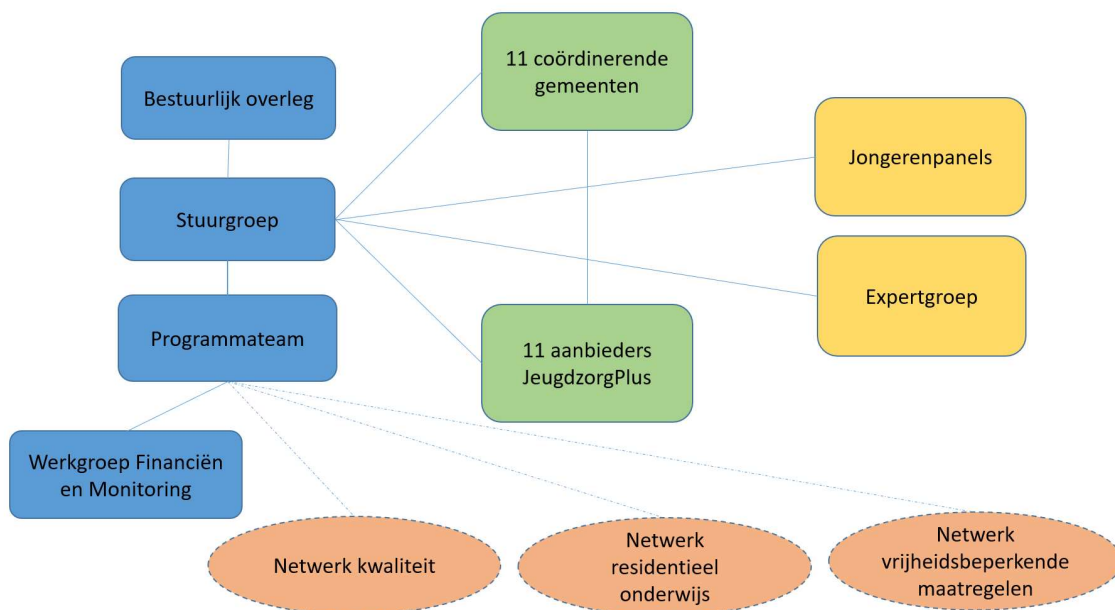 Bestuurlijk overleg
11 coördinerende
gemeenten
Jongerenpanels
Stuurgroep
Expertgroep
Programmateam
11 aanbieders
JeugdzorgPlus
Werkgroep Financiën
en Monitoring
Netwerk kwaliteit
Netwerk
residentieel
onderwijs
Netwerk
vrijheidsbeperkende
maatregelen